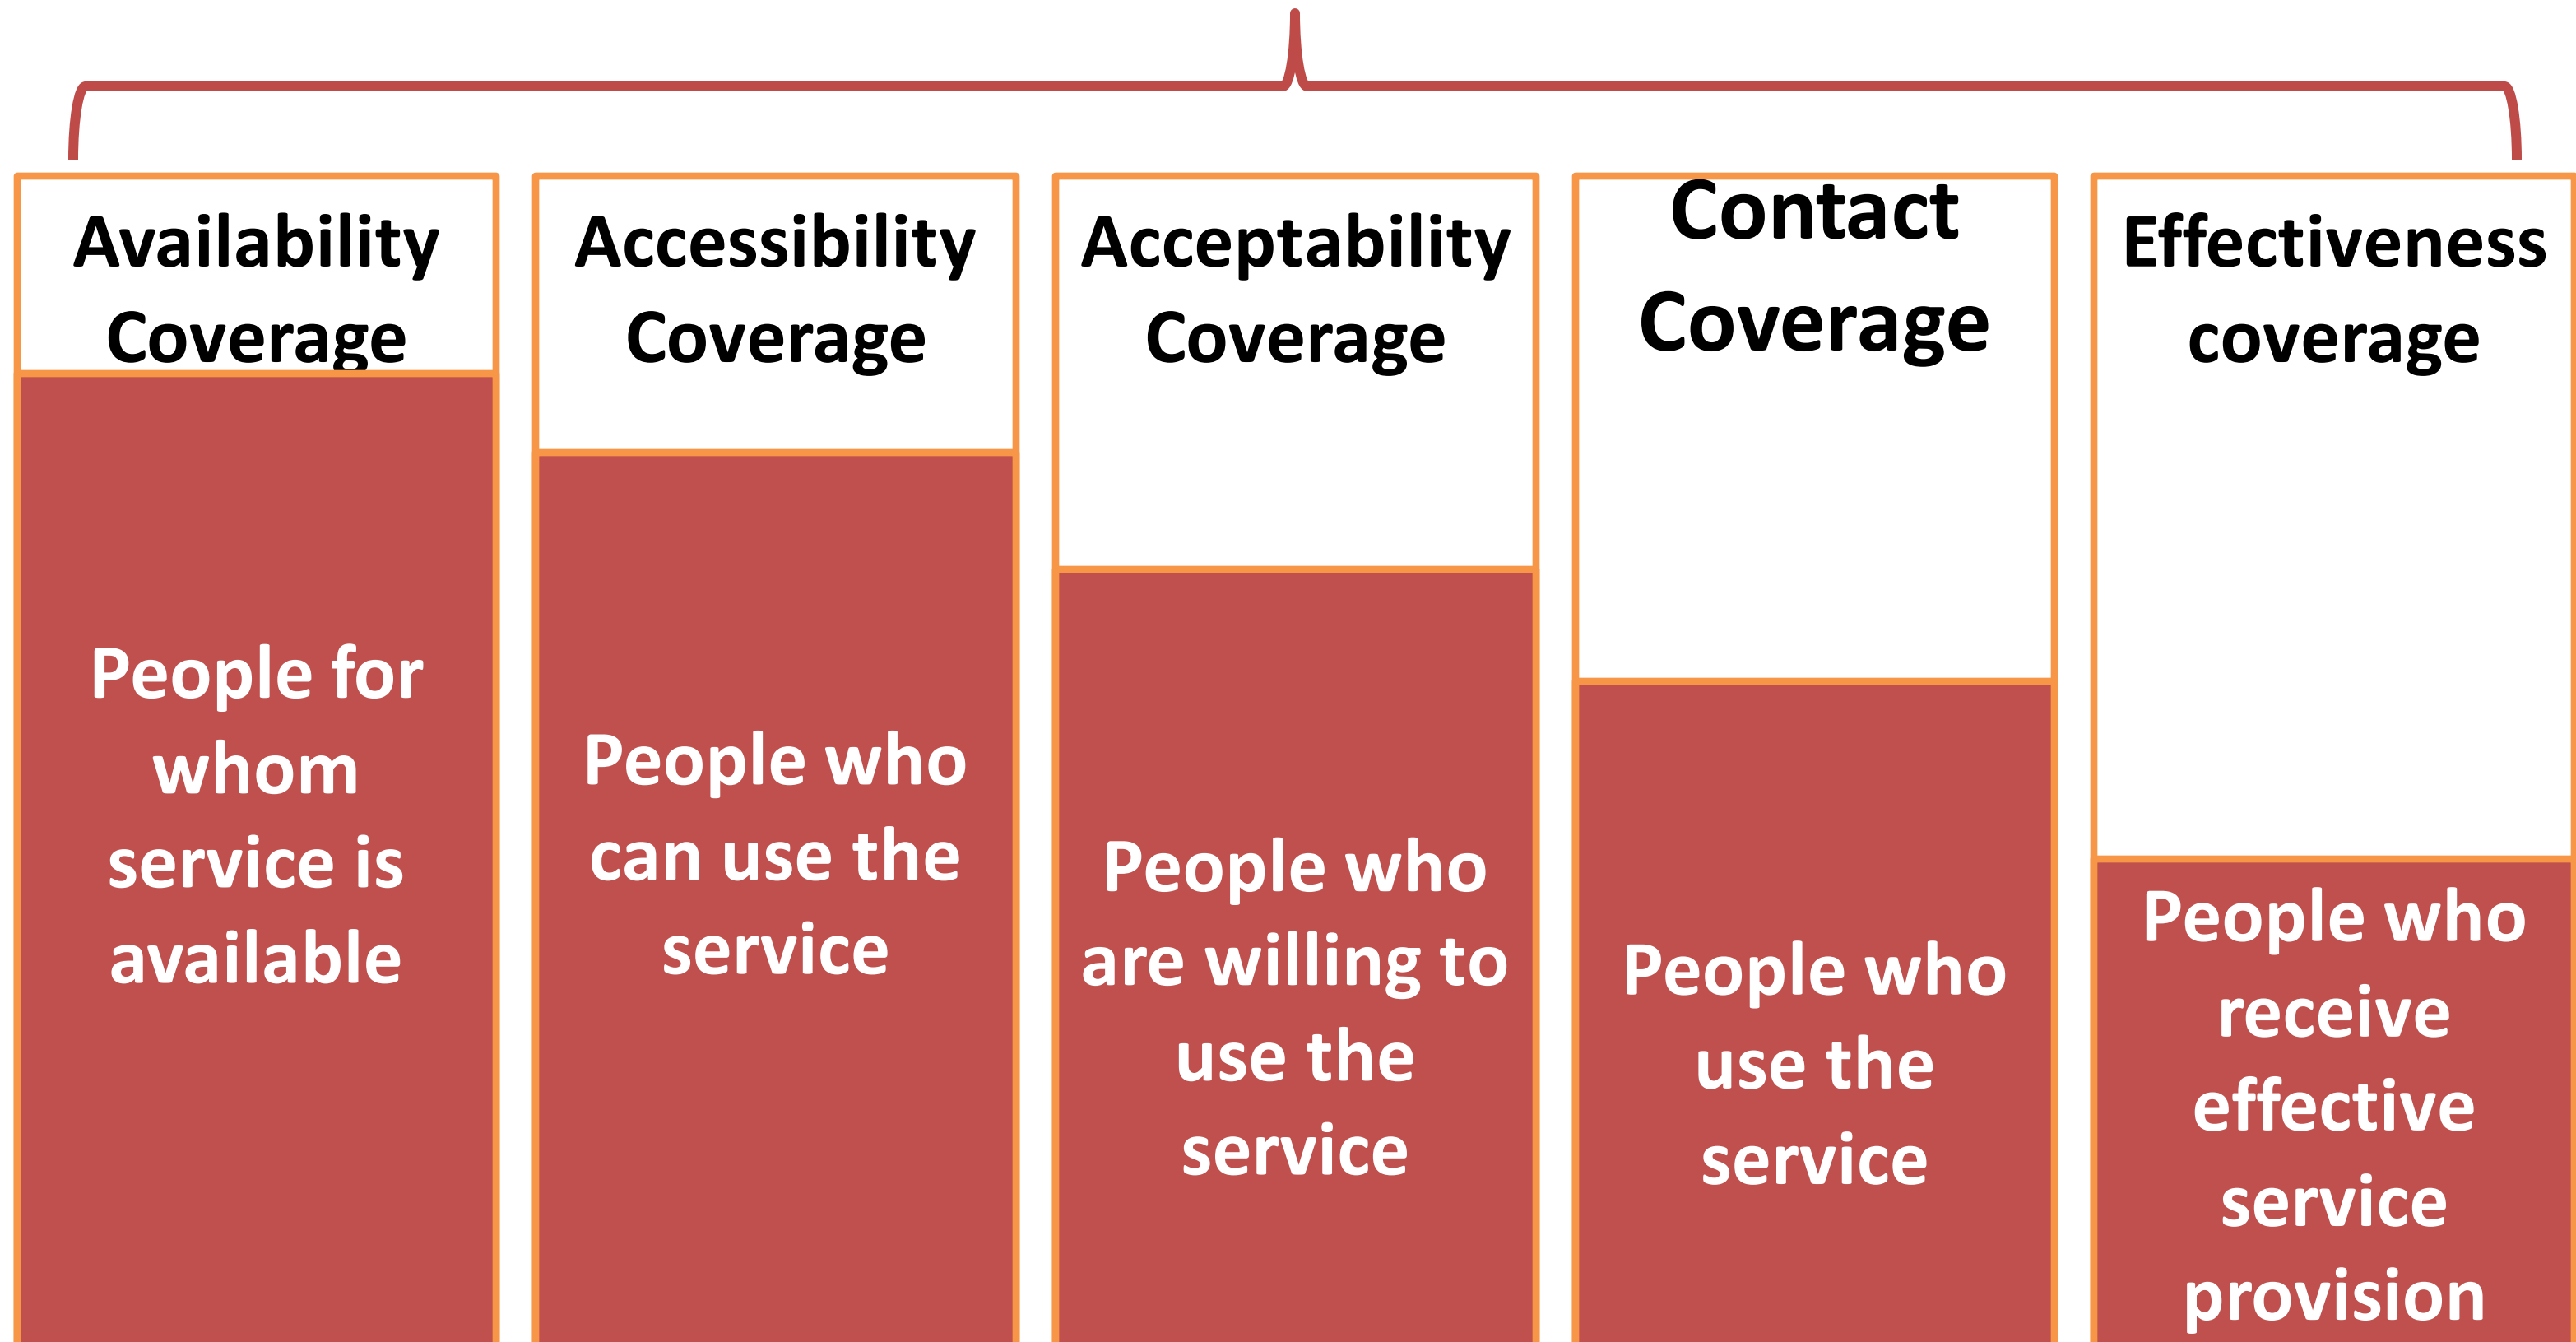 Availability
Coverage
Accessibility
Coverage
Acceptability
Coverage
Contact
Coverage
Effectiveness
coverage
People for
whom
service is
available
People who
can use the
service
People who
are willing to
use the
service
People who
use the
service
People who
receive
effective
service
provision